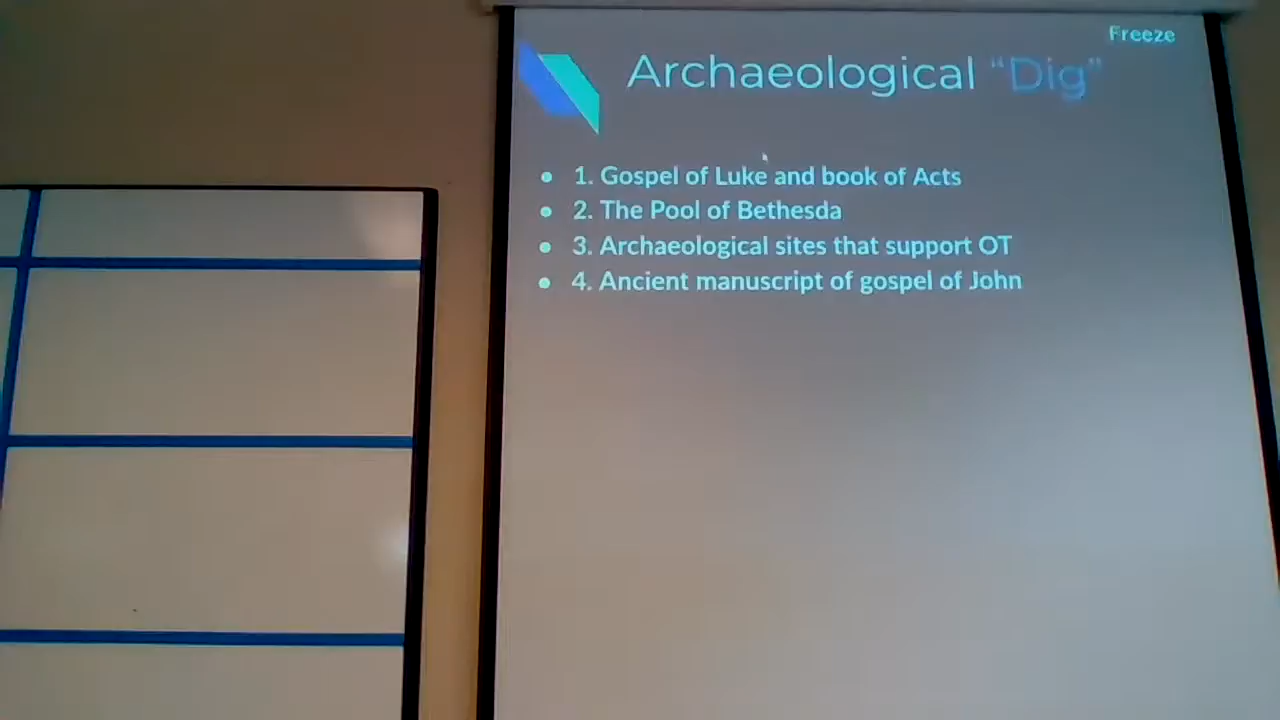 Freeze
Archaeological “Dig”
• 1. Gospel of Luke and book of Acts
• 2. The Pool of Bethesda
• 3. Archaeological sites that support OT
• 4. Ancient manuscript of gospel of John